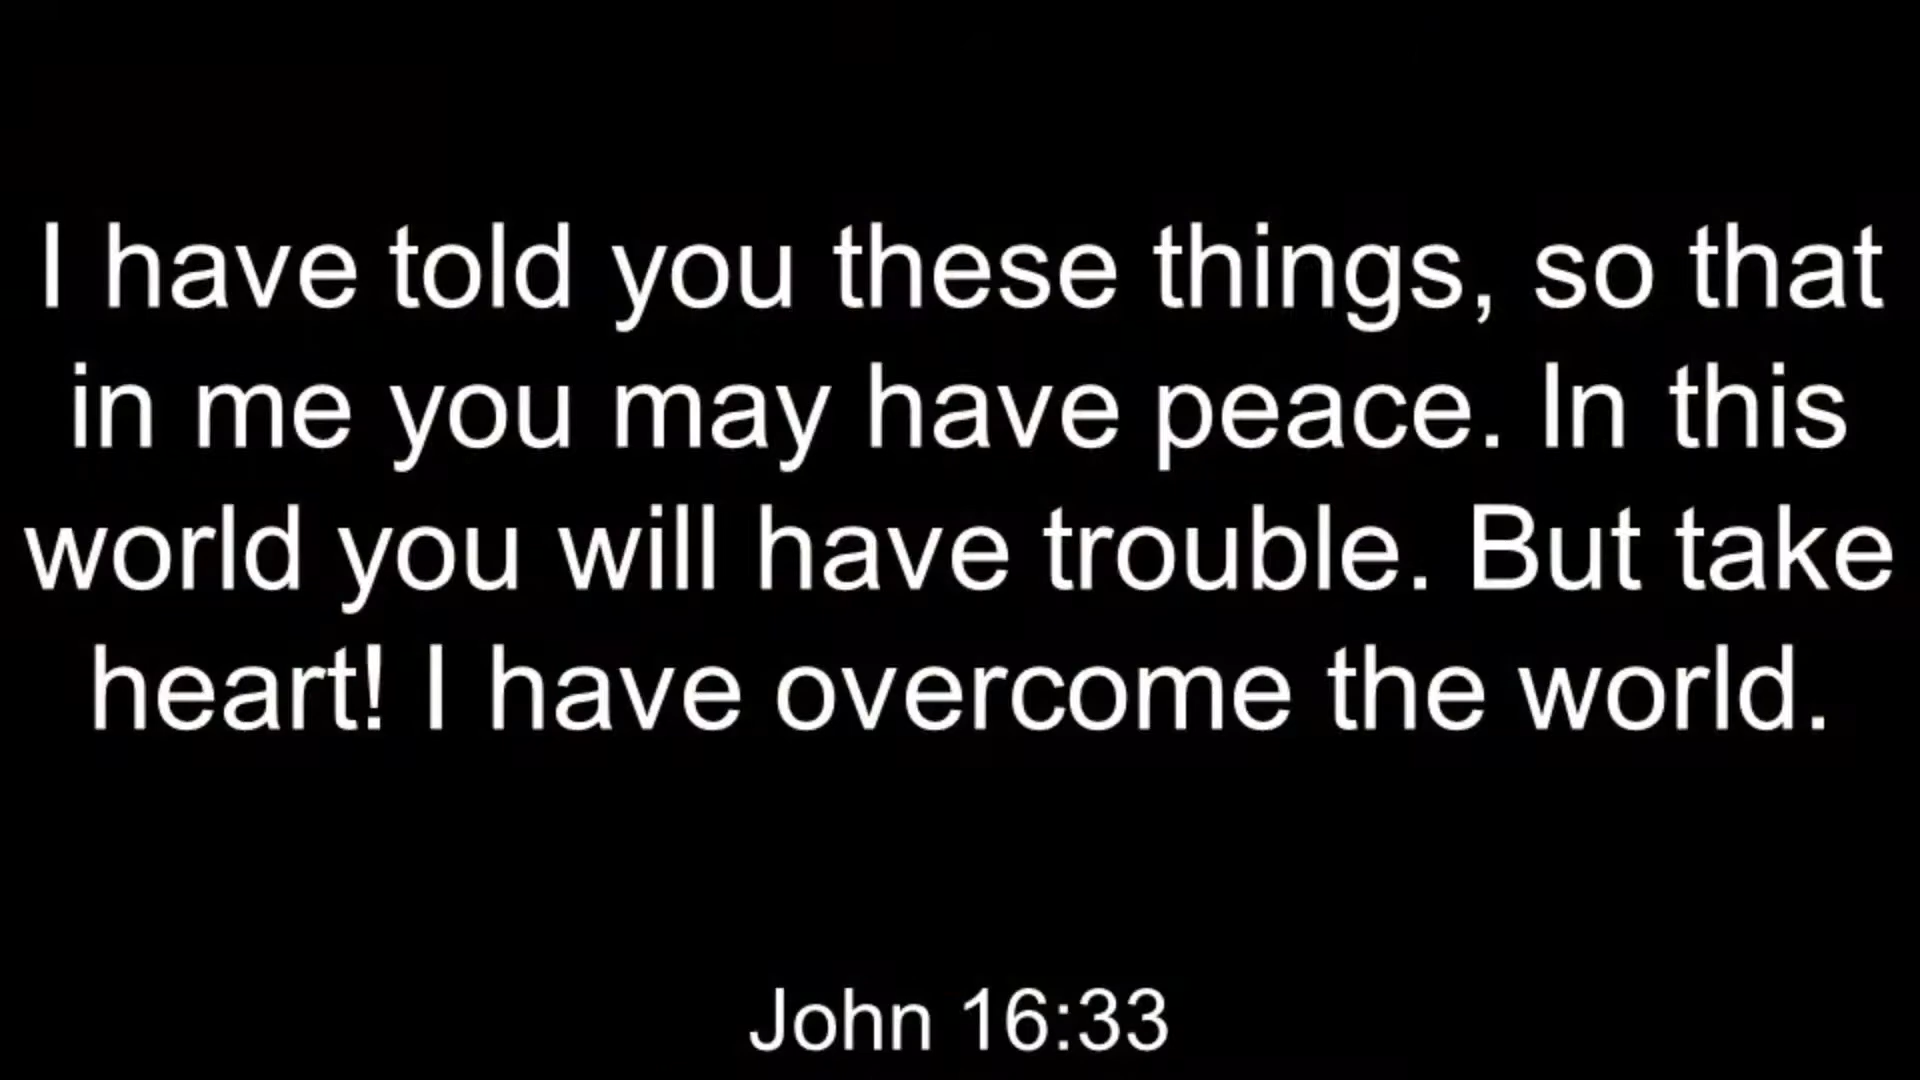 I have told you these things, so that
in me you may have peace. In this
world you will have trouble. But take
heart! I have overcome the world.
John 16:33